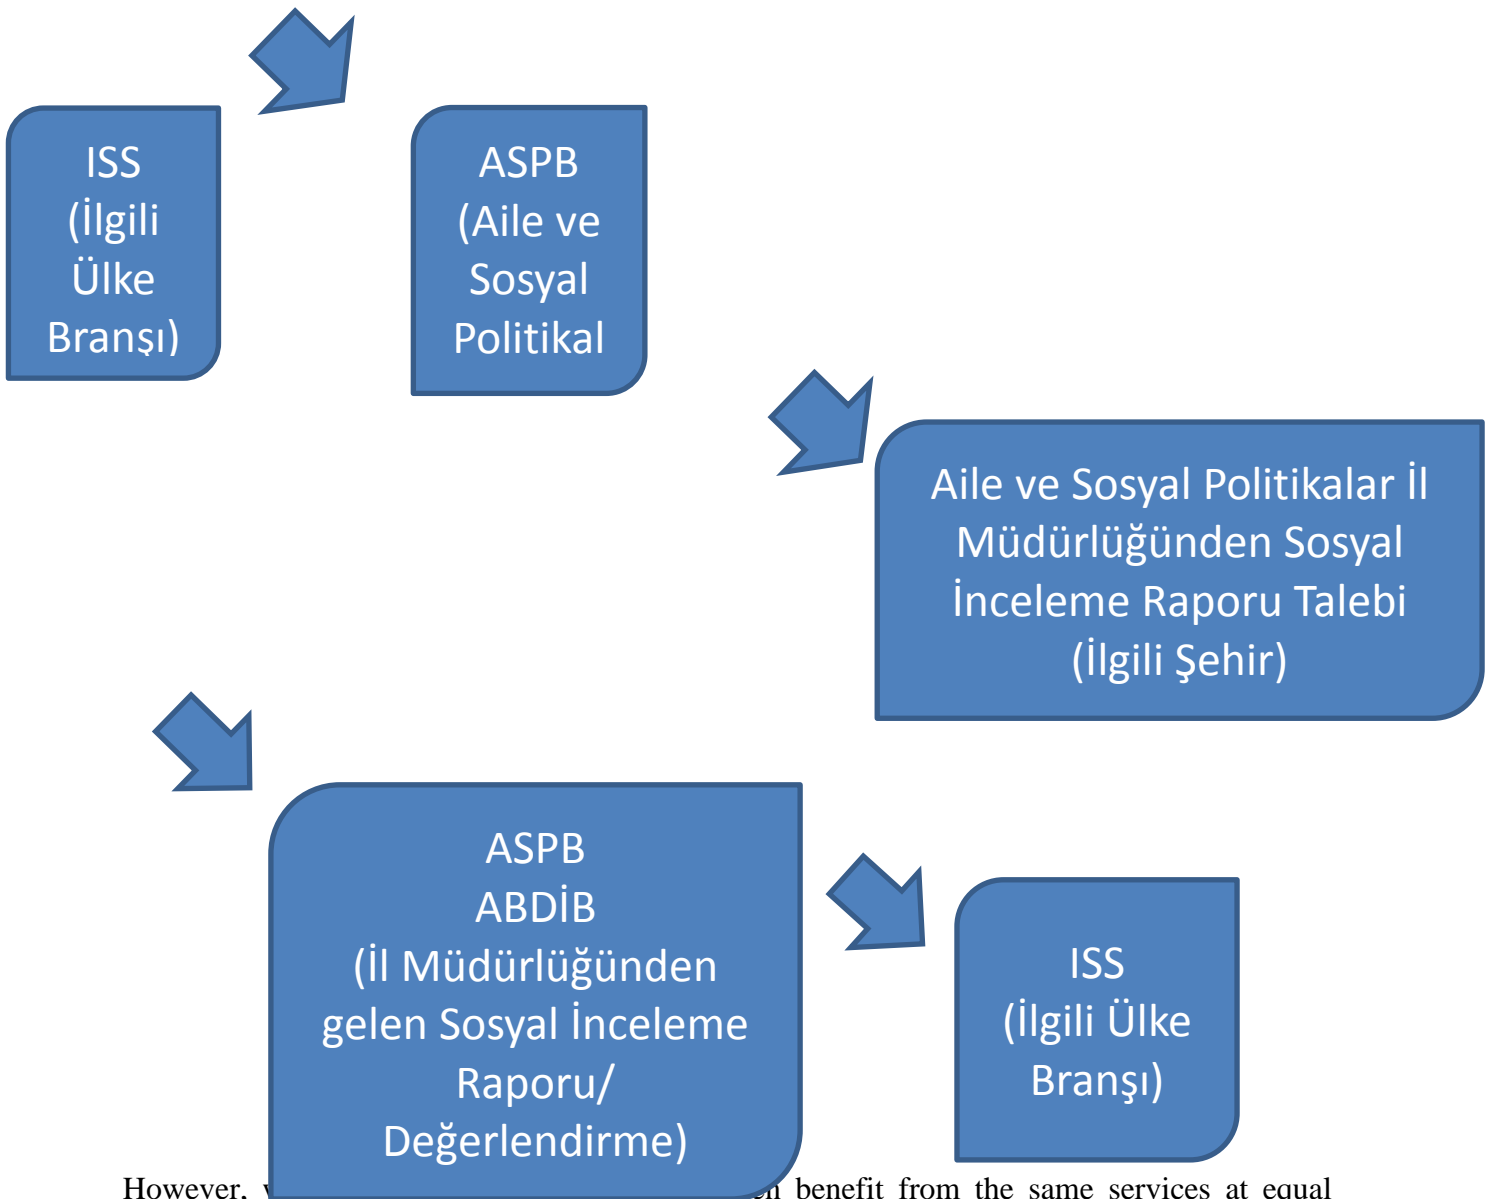 ISS
(İlgili
Ülke
Branşı)
ASPB
(Aile ve
Sosyal
Politikal
Aile ve Sosyal Politikalar İl
Müdürlüğünden Sosyal
İnceleme Raporu Talebi
(İlgili Şehir)
ASPB
ABDİB
(İl Müdürlüğünden
gelen Sosyal İnceleme
Raporu/
Değerlendirme)
ISS
(İlgili Ülke
Branşı)
However, benefit from the same services at equal